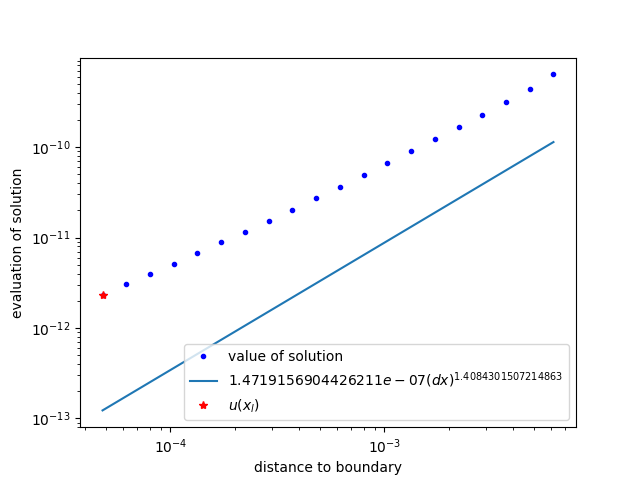 10⁻¹⁰
10⁻¹¹
10⁻¹²
10⁻¹³
evaluation of solution
value of solution
1.4719156904426211e − 07(dx)^1.4084301507214863
u(x_l)
10⁻⁴ 10⁻³
distance to boundary